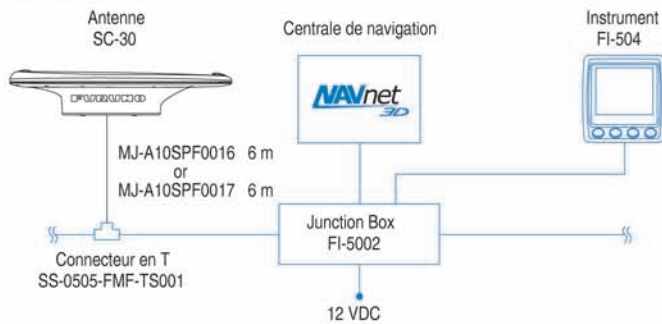 Antenne
SC-30
Centrale de navigation
Instrument
FI-504
FURUNO
NAVnet
3D
MJ-A10SPF0016 6 m
or
MJ-A10SPF0017 6 m
Junction Box
FI-5002
Connecteur en T
SS-0505-FMF-TS001
12 VDC